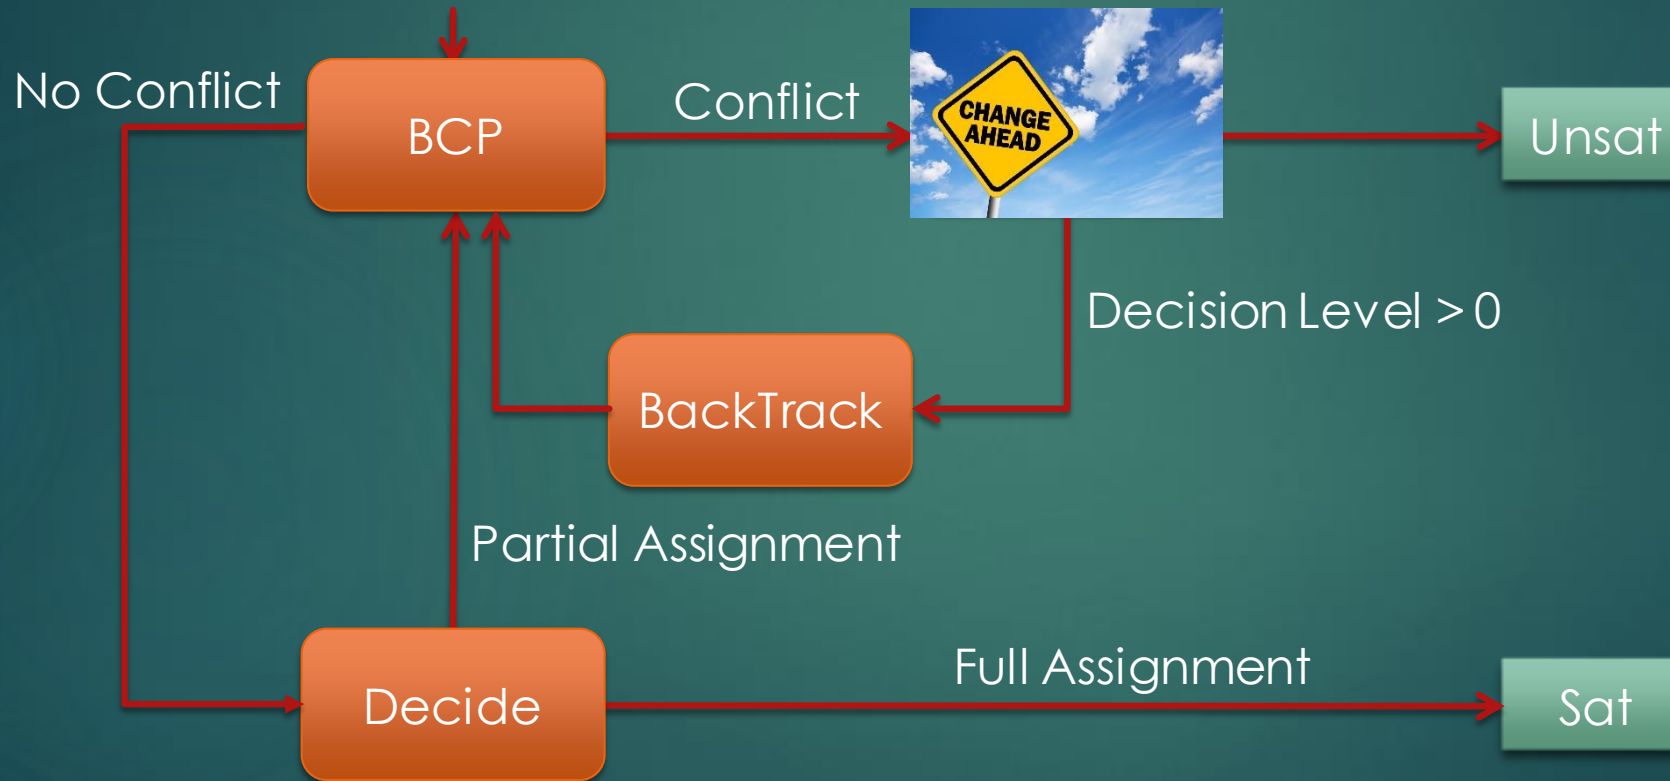 No Conflict
BCP
Conflict
CHANGE
AHEAD
Unsat
Decision Level > 0
BackTrack
Partial Assignment
Decide
Full Assignment
Sat